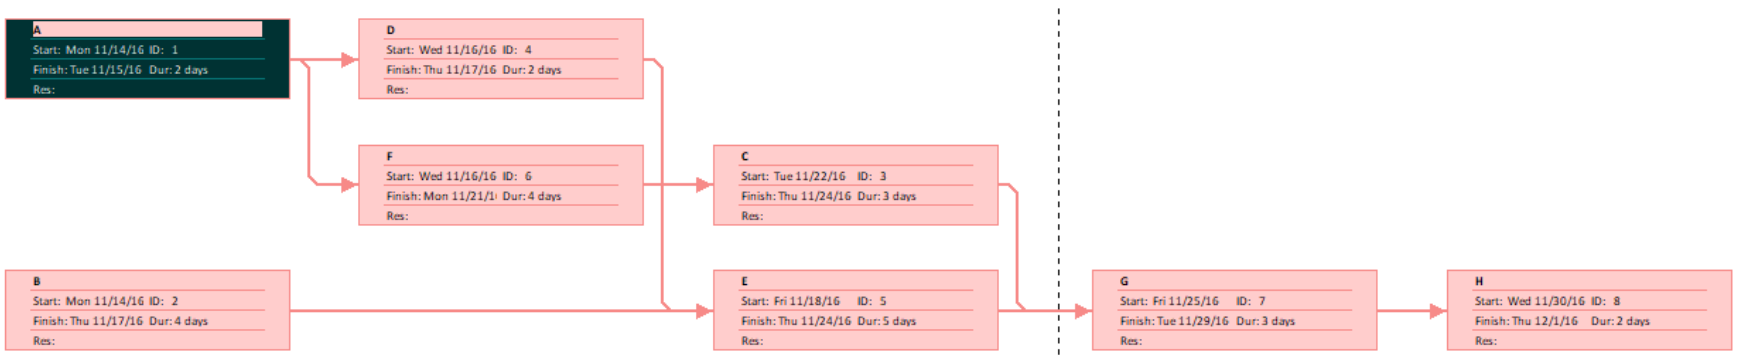 A
Start: Mon 11/14/16 ID: 1
Finish: Tue 11/15/16 Dur: 2 days
Res:
D
Start: Wed 11/16/16 ID: 4
Finish: Thu 11/17/16 Dur: 2 days
Res:
F
Start: Wed 11/16/16 ID: 6
Finish: Mon 11/21/1 Dur: 4 days
Res:
C
Start: Tue 11/22/16 ID: 3
Finish: Thu 11/24/16 Dur: 3 days
Res:
B
Start: Mon 11/14/16 ID: 2
Finish: Thu 11/17/16 Dur: 4 days
Res:
E
Start: Fri 11/18/16 ID: 5
Finish: Thu 11/24/16 Dur: 5 days
Res:
G
Start: Fri 11/25/16 ID: 7
Finish: Tue 11/29/16 Dur: 3 days
Res:
H
Start: Wed 11/30/16 ID: 8
Finish: Thu 12/1/16 Dur: 2 days
Res: